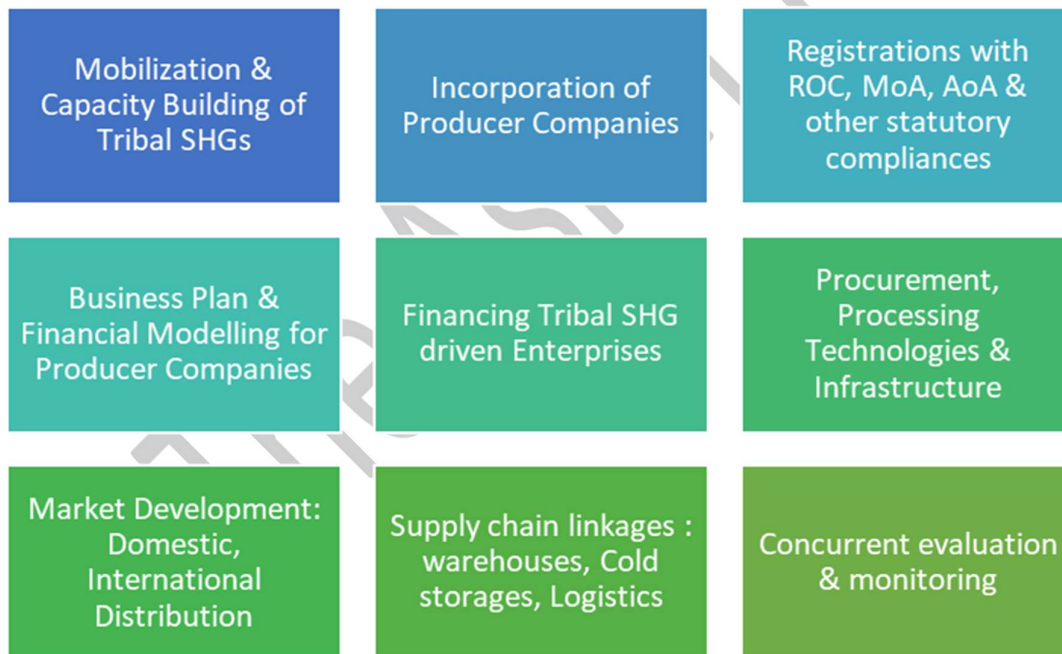 Mobilization &
Capacity Building of
Tribal SHGs
Incorporation of
Producer Companies
Registrations with
ROC, MoA, AoA &
other statutory
compliances
Business Plan &
Financial Modelling for
Producer Companies
Financing Tribal SHG
driven Enterprises
Procurement,
Processing
Technologies &
Infrastructure
Market Development:
Domestic,
International
Distribution
Supply chain linkages :
warehouses, Cold
storages, Logistics
Concurrent evaluation
& monitoring